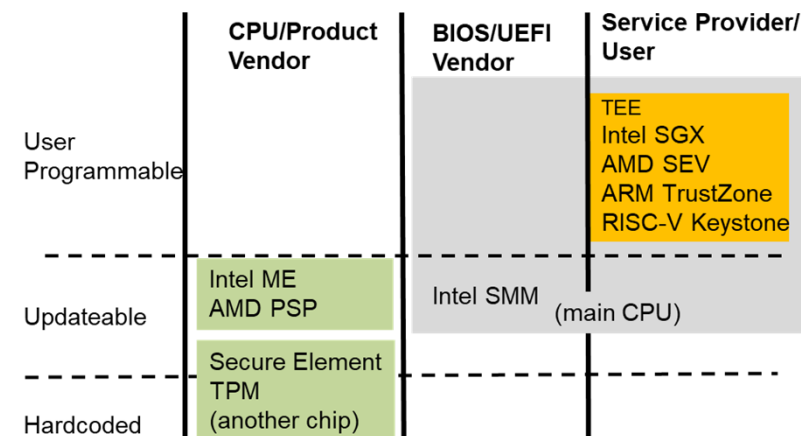 CPU/Product
Vendor
BIOS/UEFI
Vendor
Service Provider/
User
User
Programmable
TEE
Intel SGX
AMD SEV
ARM TrustZone
RISC-V Keystone
Updateable
Intel ME
AMD PSP
Intel SMM
(main CPU)
Hardcoded
Secure Element
TPM
(another chip)